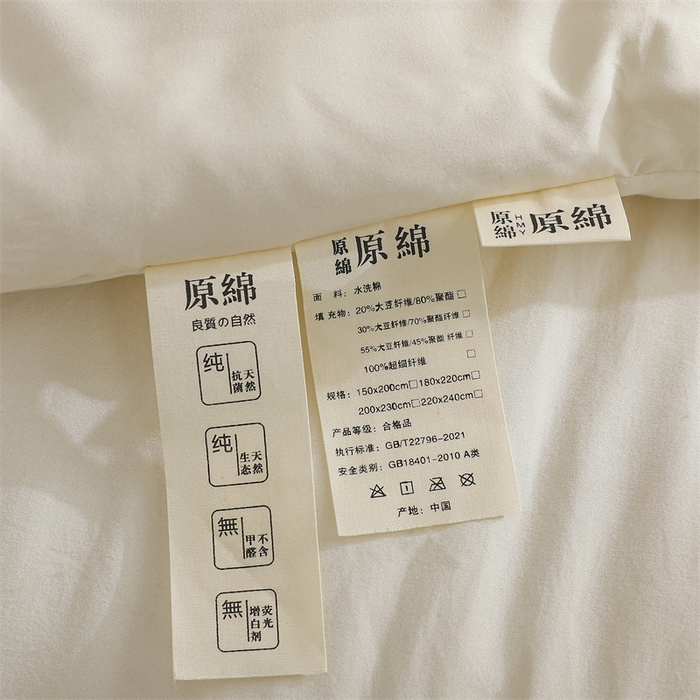 原綿
良質の自然
纯 天然抗菌
纯 天然生态
無 不含甲醛
無 荧光增白剂
原綿 原綿
面 料：水洗棉
填充物：20%大豆纤维/80%聚酯□
30%大豆纤维/70%聚酯纤维□
55%大豆纤维/45%聚酯 纤维□
100%超细纤维 □
规格：150x200cm□180x220cm□
200x230cm□220x240cm□
产品等级：合格品
执行标准：GB/T22796-2021
安全类别：GB18401-2010 A类
产地：中国
原綿 HMY 原綿